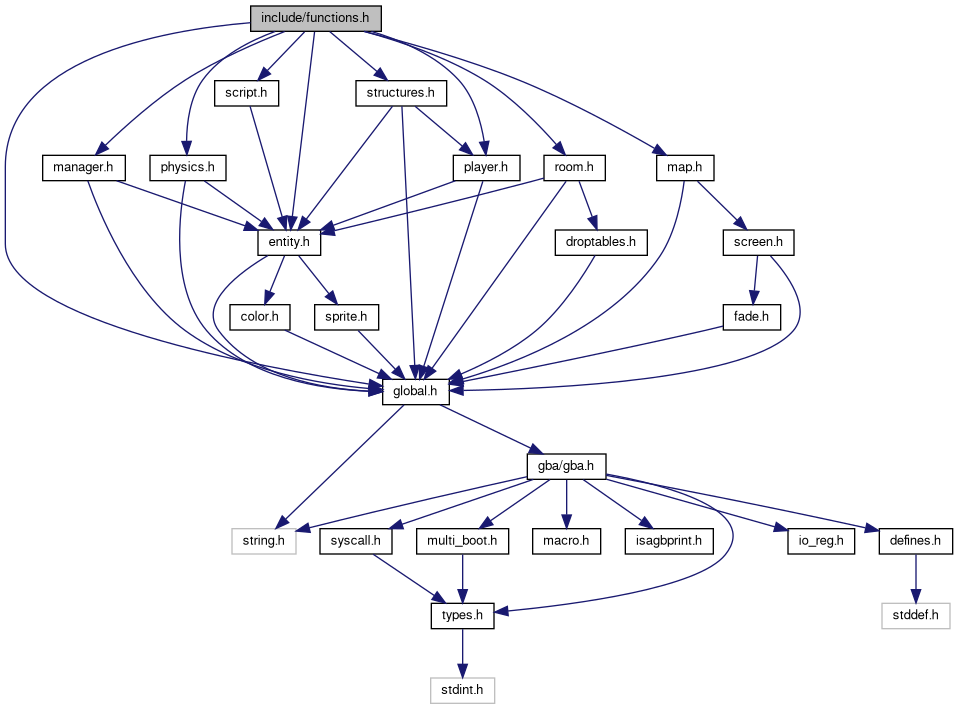 include/functions.h
script.h
structures.h
manager.h
physics.h
player.h
room.h
map.h
entity.h
droptables.h
screen.h
color.h
sprite.h
fade.h
global.h
gba/gba.h
string.h
syscall.h
multi_boot.h
macro.h
isagbprint.h
io_reg.h
defines.h
types.h
stddef.h
stdint.h